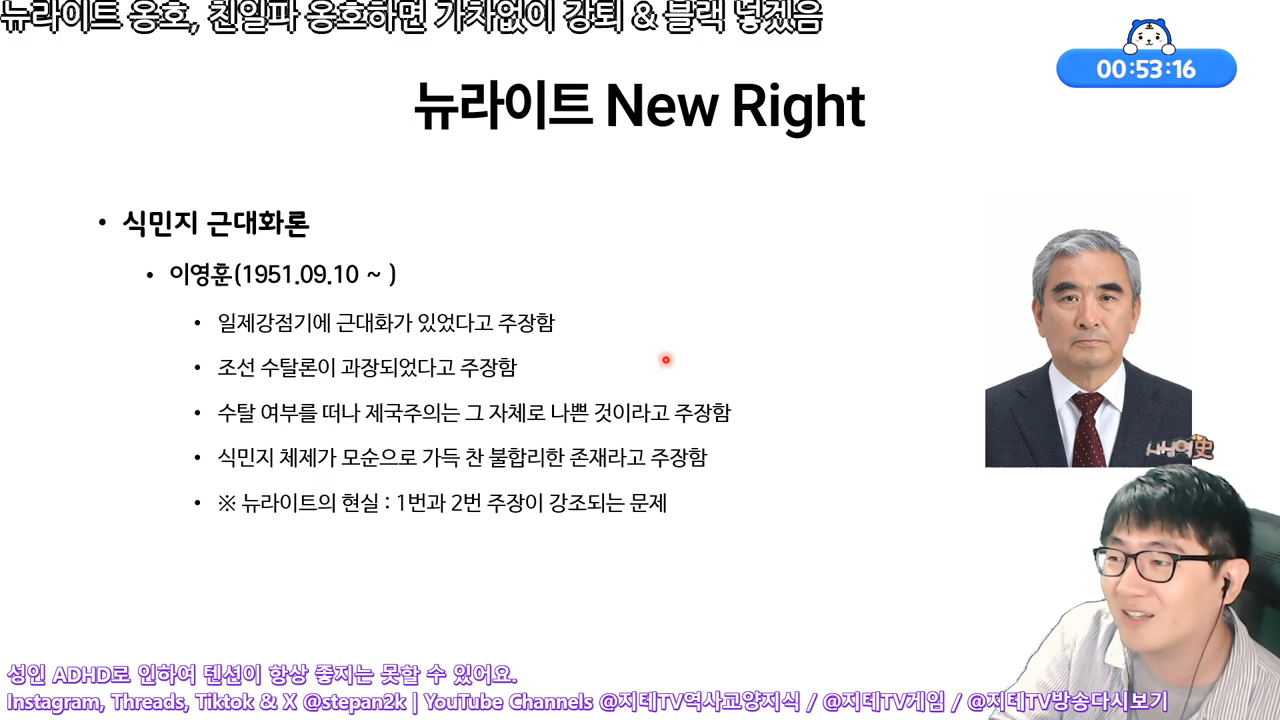 뉴라이트 옹호, 친일파 옹호하면 가차없이 강퇴 & 블랙 넣겠음
00:53:16
뉴라이트 New Right
• 식민지 근대화론
• 이영훈(1951.09.10 ~ )
• 일제강점기에 근대화가 있었다고 주장함
• 조선 수탈론이 과장되었다고 주장함
• 수탈 여부를 떠나 제국주의는 그 자체로 나쁜 것이라고 주장함
• 식민지 체제가 모순으로 가득 찬 불합리한 존재라고 주장함
• ※ 뉴라이트의 현실 : 1번과 2번 주장이 강조되는 문제
성인 ADHD로 인하여 텐션이 항상 좋지는 못할 수 있어요.
Instagram, Threads, Tiktok & X @stepan2k | YouTube Channels @지테TV역사교양지식 / @지테TV게임 / @지테TV방송다시보기